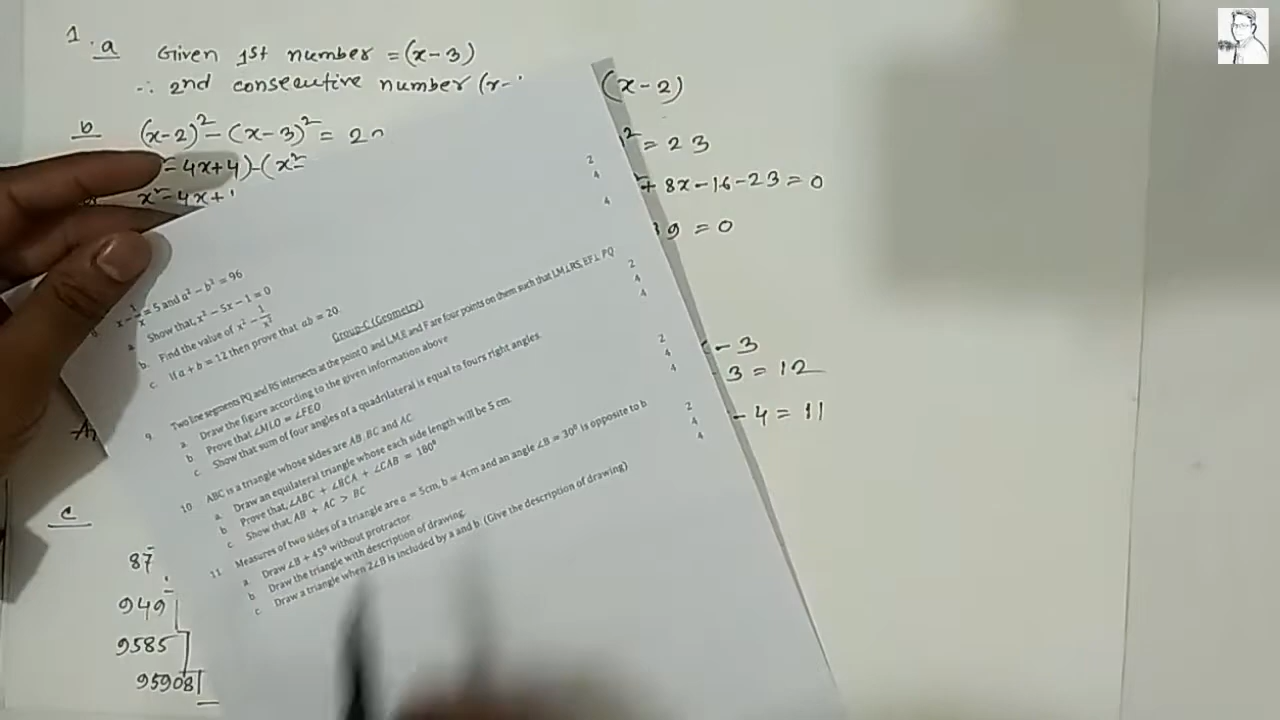 1. a Given 1st number = (x-3)
∴ 2nd consecutive number (x- (x-2)
b (x-2)² - (x-3)² = 2
² = 23
4x+4)-(x²
+ 8x-16-23=0
x²-4x+
9 = 0
- 3
3 = 12
- 4 = 11
c
87
949
9585
95908
2
4
4
x - 1/x = 5 and a² - b² = 96
a. Show that, x² - 5x - 1 = 0
b. Find the value of x² - 1/x²
c. If a + b = 12 then prove that ab = 20.
Group-C (Geometry)
9. Two line segments PQ and RS intersects at the point O and L,M,E and F are four points on them such that LM⊥RS, EF⊥PQ
a. Draw the figure according to the given information above 2
b. Prove that ∠MLO = ∠FEO 4
c. Show that sum of four angles of a quadrilateral is equal to fours right angles. 4
10 ABC is a triangle whose sides are AB, BC and AC
a. Draw an equilateral triangle whose each side length will be 5 cm. 2
b Prove that, ∠ABC + ∠BCA + ∠CAB = 180⁰ 4
c. Show that, AB + AC > BC 4
11 Measures of two sides of a triangle are a = 5cm, b = 4cm and an angle ∠B = 30⁰ is opposite to b
a. Draw ∠B + 45⁰ without protractor. 2
b. Draw the triangle with description of drawing. 4
c. Draw a triangle when 2∠B is included by a and b. (Give the description of drawing) 4